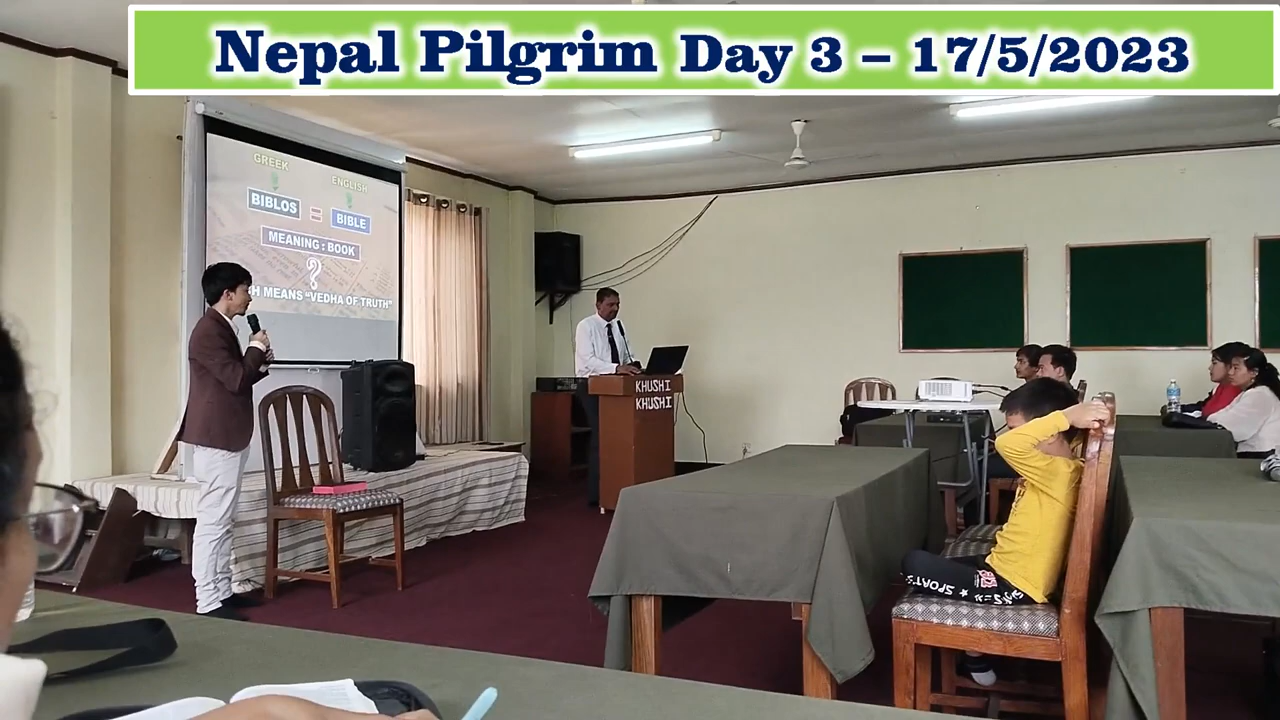 Nepal Pilgrim Day 3 – 17/5/2023
GREEK
ENGLISH
BIBLOS = BIBLE
MEANING : BOOK
?
H MEANS "VEDHA OF TRUTH"
KHUSHI
KHUSHI
SPOAT'S